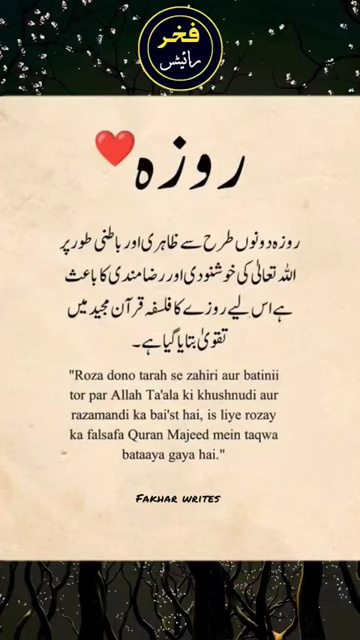 فخر
رائیٹس
روزہ
روزہ دونوں طرح سے ظاہری اور باطنی طور پر
اللہ تعالٰی کی خوشنودی اور رضامندی کا باعث
ہے اس لیے روزے کا فلسفہ قرآن مجید میں
تقویٰ بتایا گیا ہے۔
"Roza dono tarah se zahiri aur batinii
tor par Allah Ta'ala ki khushnudi aur
razamandi ka bai'st hai, is liye rozay
ka falsafa Quran Majeed mein taqwa
bataaya gaya hai."
Fakhar writes